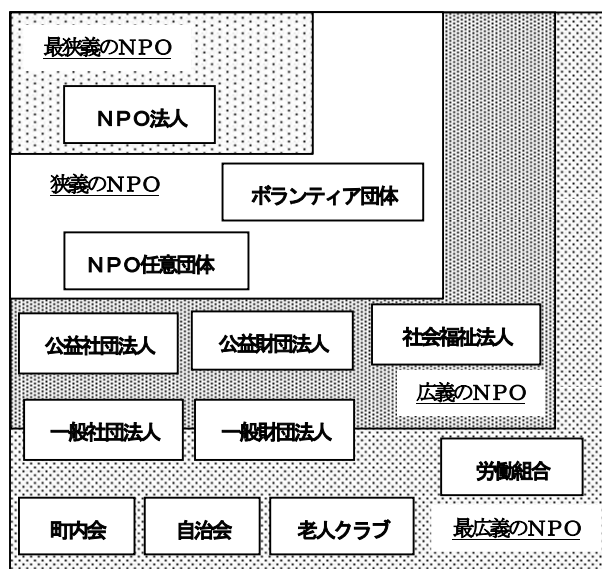 最狭義のＮＰＯ
ＮＰＯ法人
狭義のＮＰＯ
ボランティア団体
ＮＰＯ任意団体
公益社団法人
公益財団法人
社会福祉法人
広義のＮＰＯ
一般社団法人
一般財団法人
労働組合
町内会
自治会
老人クラブ
最広義のＮＰＯ